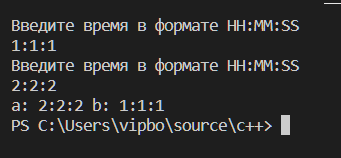 Введите время в формате HH:MM:SS
1:1:1
Введите время в формате HH:MM:SS
2:2:2
a: 2:2:2 b: 1:1:1
PS C:\Users\vipbo\source\c++>